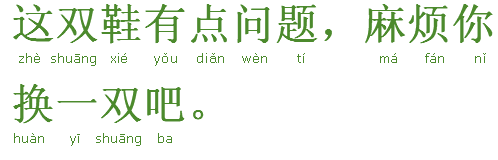 这双鞋有点问题，麻烦你
zhè shuāng xié yǒu diǎn wèn tí má fán nǐ
换一双吧。
huàn yī shuāng ba